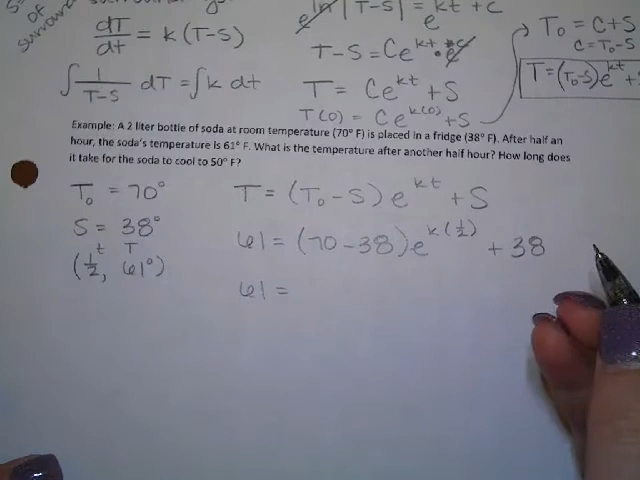 S=
of
surround
dT/dt = k(T-S)
∫ 1/(T-S) dT = ∫ k dt
e^ln|T-S| = e^kt + C
T-S = Ce^kt
T = Ce^kt + S
T(0) = Ce^k(0) + S
T₀ = C + S
C = T₀ - S
T = (T₀-S)e^kt +
Example: A 2 liter bottle of soda at room temperature (70° F) is placed in a fridge (38° F). After half an
hour, the soda's temperature is 61° F. What is the temperature after another half hour? How long does
it take for the soda to cool to 50° F?
T₀ = 70°
S = 38°
t T
(½, 61°)
T = (T₀ - S)e^kt + S
61 = (70-38)e^k(½) + 38
61 =